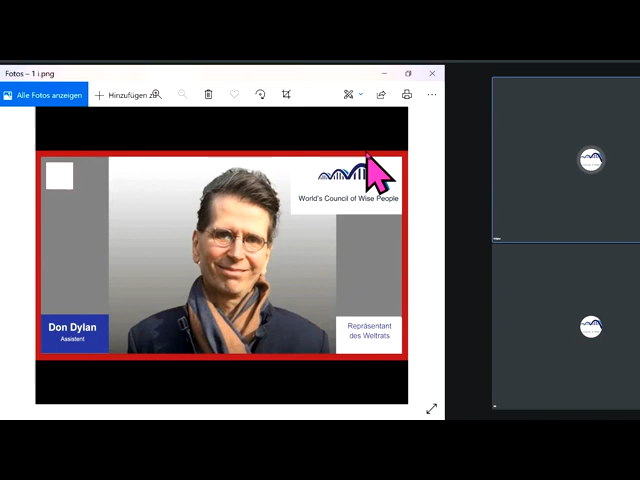 Fotos – 1 i.png
Alle Fotos anzeigen
Hinzufügen z
World's Council of Wise People
Don Dylan
Assistent
Repräsentant
des Weltrats